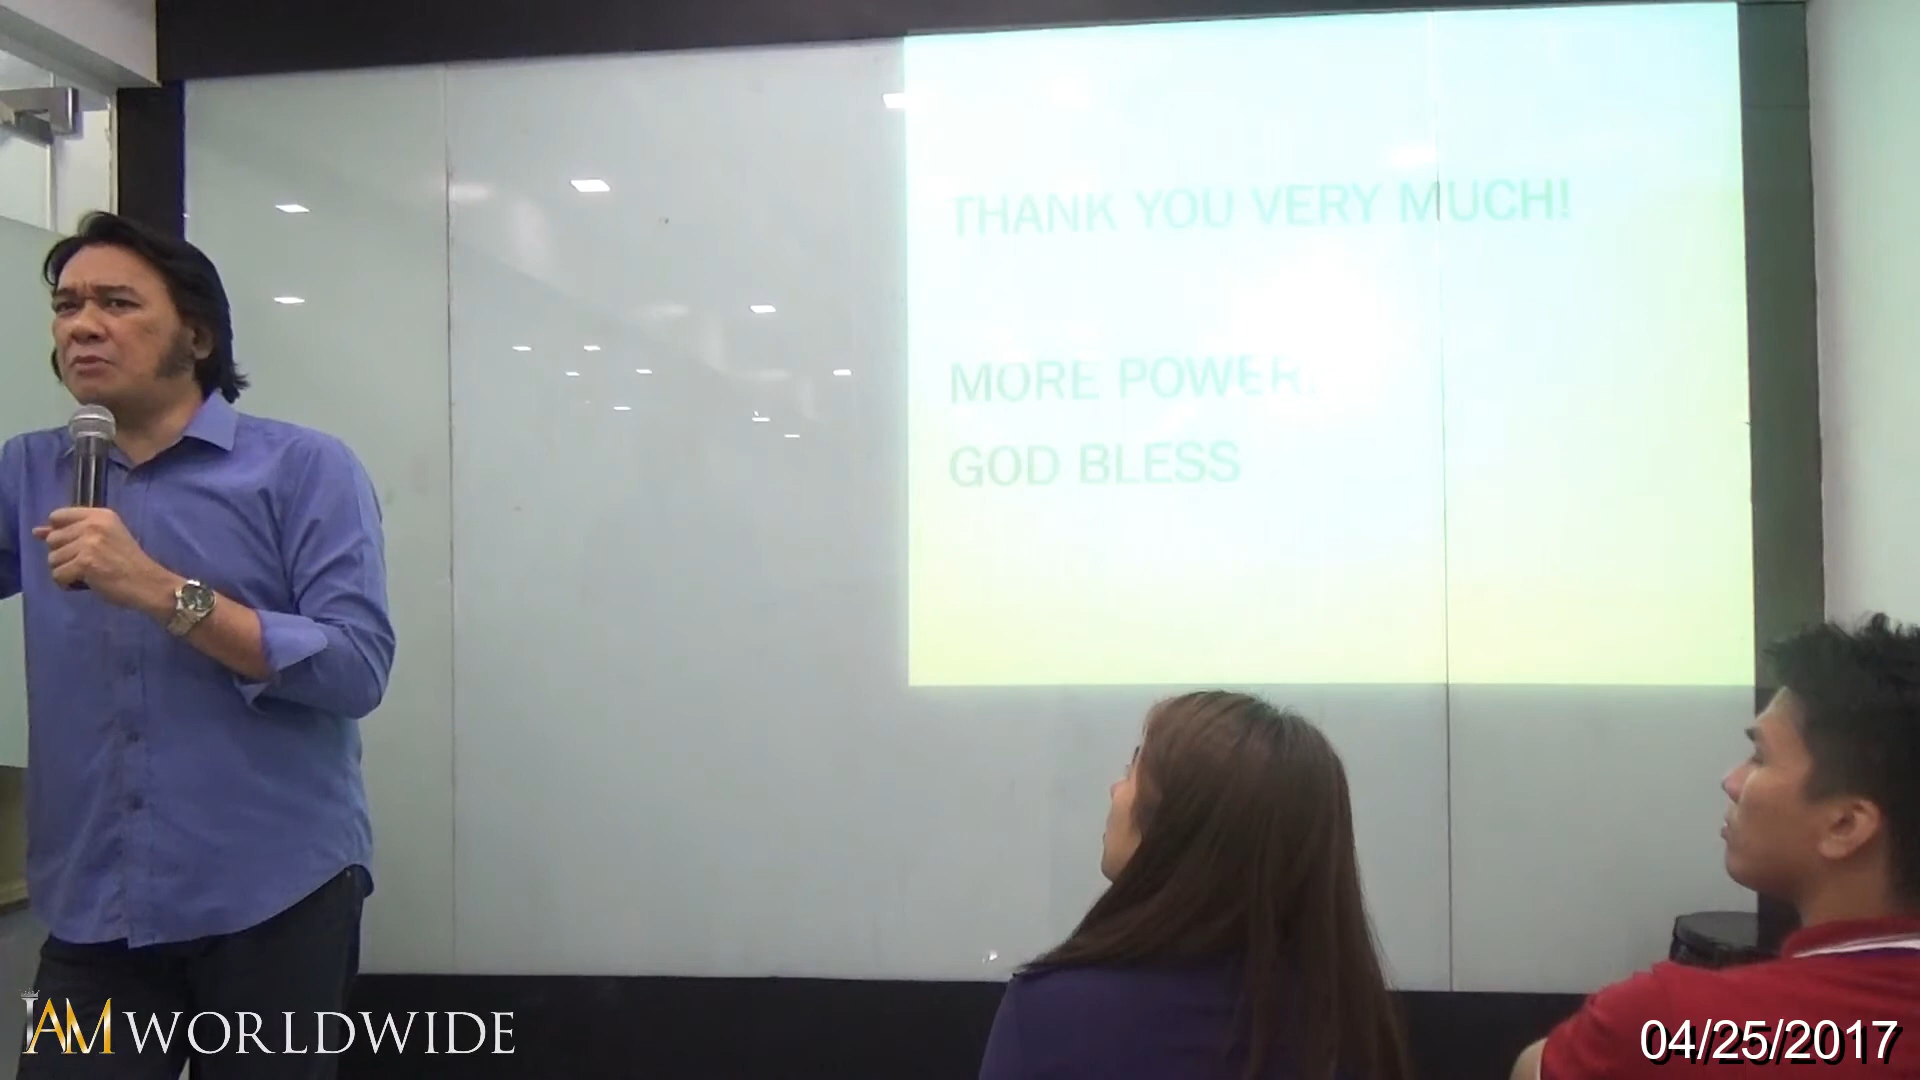 THANK YOU VERY MUCH!
MORE POWER!
GOD BLESS
IAM WORLDWIDE
04/25/2017